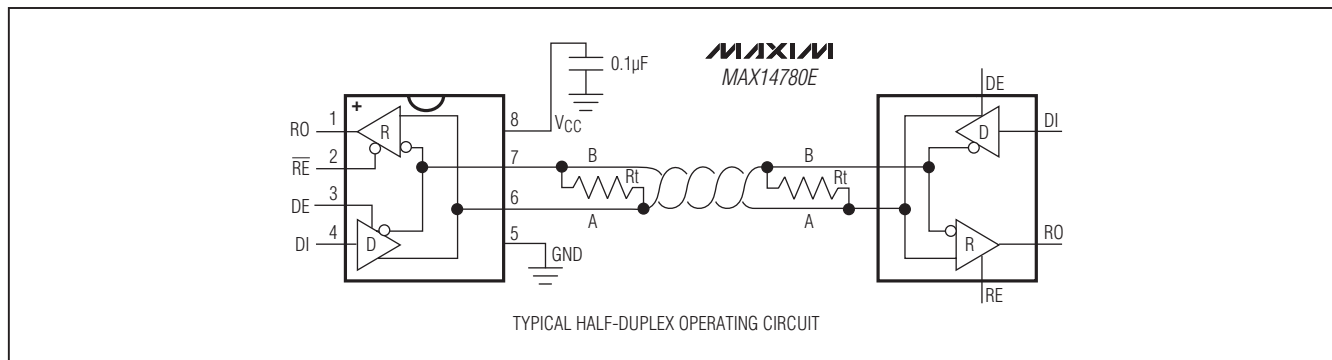 MAXIM
MAX14780E
0.1µF
DE
+
1
RO
R
8
VCC
D
DI
2
RE
7
B
B
3
DE
Rt
Rt
6
A
A
4
DI
D
5
GND
R
RO
RE
TYPICAL HALF-DUPLEX OPERATING CIRCUIT